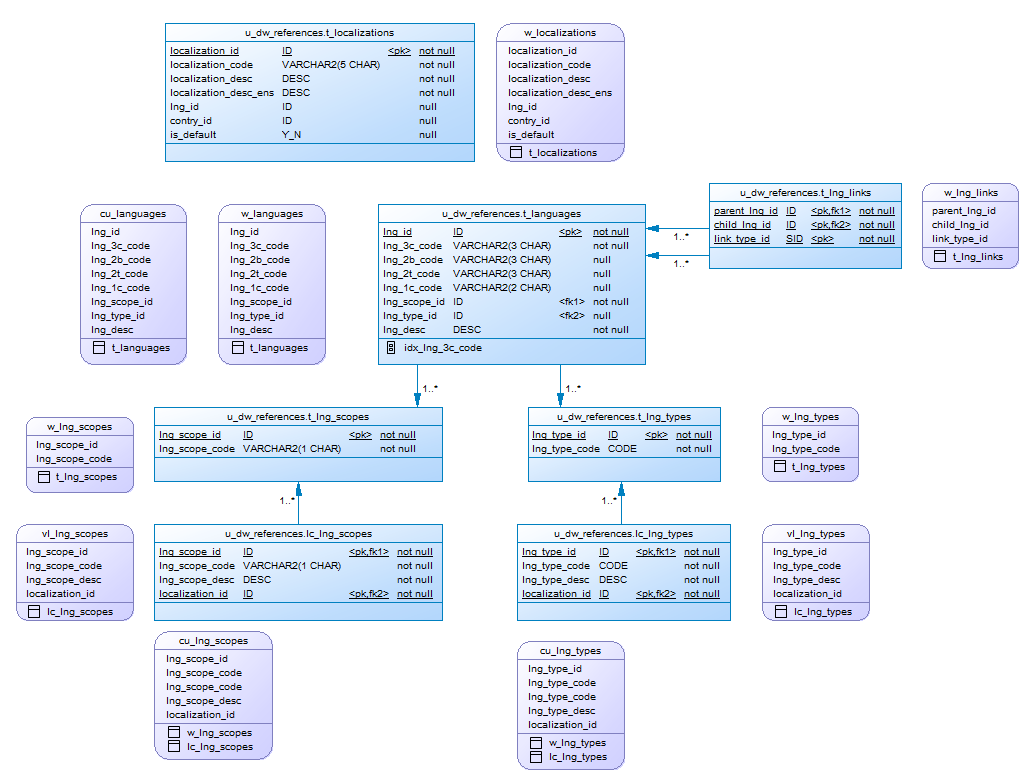 u_dw_references.t_localizations
localization_id ID <pk> not null
localization_code VARCHAR2(5 CHAR) not null
localization_desc DESC not null
localization_desc_ens DESC not null
lng_id ID null
contry_id ID null
is_default Y_N null
w_localizations
localization_id
localization_code
localization_desc
localization_desc_ens
lng_id
contry_id
is_default
t_localizations
cu_languages
lng_id
lng_3c_code
lng_2b_code
lng_2t_code
lng_1c_code
lng_scope_id
lng_type_id
lng_desc
t_languages
w_languages
lng_id
lng_3c_code
lng_2b_code
lng_2t_code
lng_1c_code
lng_scope_id
lng_type_id
lng_desc
t_languages
u_dw_references.t_languages
lng_id ID <pk> not null
lng_3c_code VARCHAR2(3 CHAR) not null
lng_2b_code VARCHAR2(3 CHAR) null
lng_2t_code VARCHAR2(3 CHAR) null
lng_1c_code VARCHAR2(2 CHAR) null
lng_scope_id ID <fk1> not null
lng_type_id ID <fk2> null
lng_desc DESC not null
idx_lng_3c_code
1..*
1..*
u_dw_references.t_lng_links
parent_lng_id ID <pk,fk1> not null
child_lng_id ID <pk,fk2> not null
link_type_id SID <pk> not null
w_lng_links
parent_lng_id
child_lng_id
link_type_id
t_lng_links
1..*
1..*
w_lng_scopes
lng_scope_id
lng_scope_code
t_lng_scopes
u_dw_references.t_lng_scopes
lng_scope_id ID <pk> not null
lng_scope_code VARCHAR2(1 CHAR) not null
u_dw_references.t_lng_types
lng_type_id ID <pk> not null
lng_type_code CODE not null
w_lng_types
lng_type_id
lng_type_code
t_lng_types
1..*
1..*
vl_lng_scopes
lng_scope_id
lng_scope_code
lng_scope_desc
localization_id
lc_lng_scopes
u_dw_references.lc_lng_scopes
lng_scope_id ID <pk,fk1> not null
lng_scope_code VARCHAR2(1 CHAR) not null
lng_scope_desc DESC not null
localization_id ID <pk,fk2> not null
u_dw_references.lc_lng_types
lng_type_id ID <pk,fk1> not null
lng_type_code CODE not null
lng_type_desc DESC not null
localization_id ID <pk,fk2> not null
vl_lng_types
lng_type_id
lng_type_code
lng_type_desc
localization_id
lc_lng_types
cu_lng_scopes
lng_scope_id
lng_scope_code
lng_scope_code
lng_scope_desc
localization_id
w_lng_scopes
lc_lng_scopes
cu_lng_types
lng_type_id
lng_type_code
lng_type_code
lng_type_desc
localization_id
w_lng_types
lc_lng_types